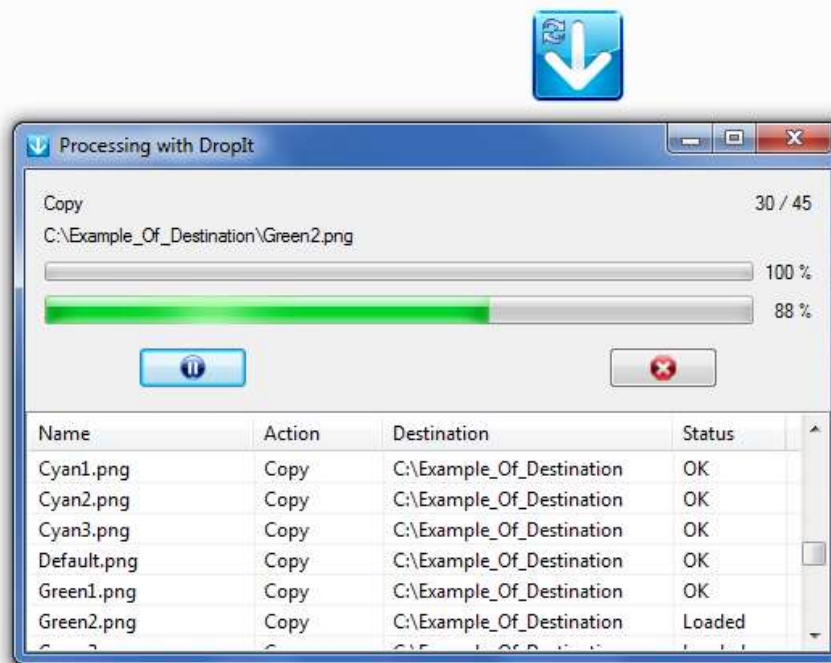 Processing with DropIt
Copy 30 / 45
C:\Example_Of_Destination\Green2.png
100 %
88 %
Name Action Destination Status
Cyan1.png Copy C:\Example_Of_Destination OK
Cyan2.png Copy C:\Example_Of_Destination OK
Cyan3.png Copy C:\Example_Of_Destination OK
Default.png Copy C:\Example_Of_Destination OK
Green1.png Copy C:\Example_Of_Destination OK
Green2.png Copy C:\Example_Of_Destination Loaded